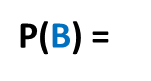 P(B) =